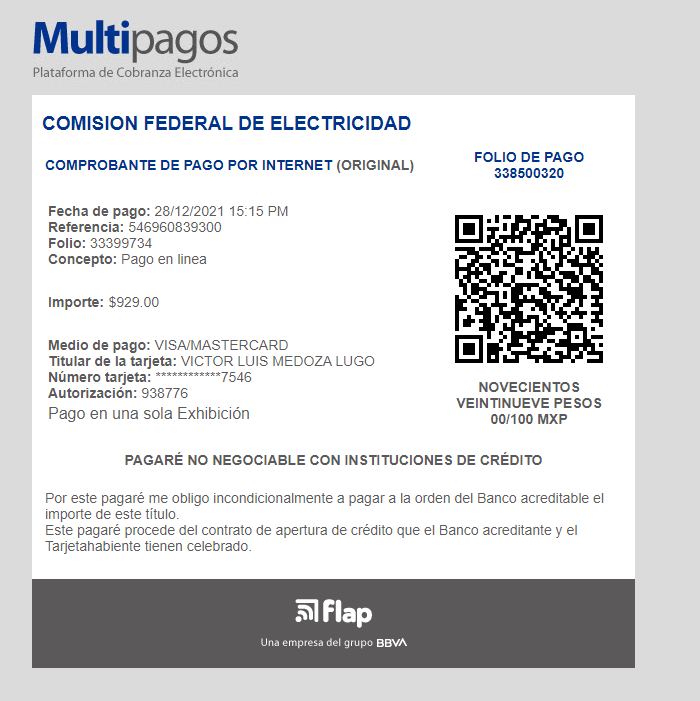 Multipagos
Plataforma de Cobranza Electrónica
COMISION FEDERAL DE ELECTRICIDAD
COMPROBANTE DE PAGO POR INTERNET (ORIGINAL)
FOLIO DE PAGO
338500320
Fecha de pago: 28/12/2021 15:15 PM
Referencia: 546960839300
Folio: 33399734
Concepto: Pago en linea
Importe: $929.00
Medio de pago: VISA/MASTERCARD
Titular de la tarjeta: VICTOR LUIS MEDOZA LUGO
Número tarjeta: ************7546
Autorización: 938776
Pago en una sola Exhibición
NOVECIENTOS
VEINTINUEVE PESOS
00/100 MXP
PAGARÉ NO NEGOCIABLE CON INSTITUCIONES DE CRÉDITO
Por este pagaré me obligo incondicionalmente a pagar a la orden del Banco acreditable el
importe de este título.
Este pagaré procede del contrato de apertura de crédito que el Banco acreditante y el
Tarjetahabiente tienen celebrado.
flap
Una empresa del grupo BBVA